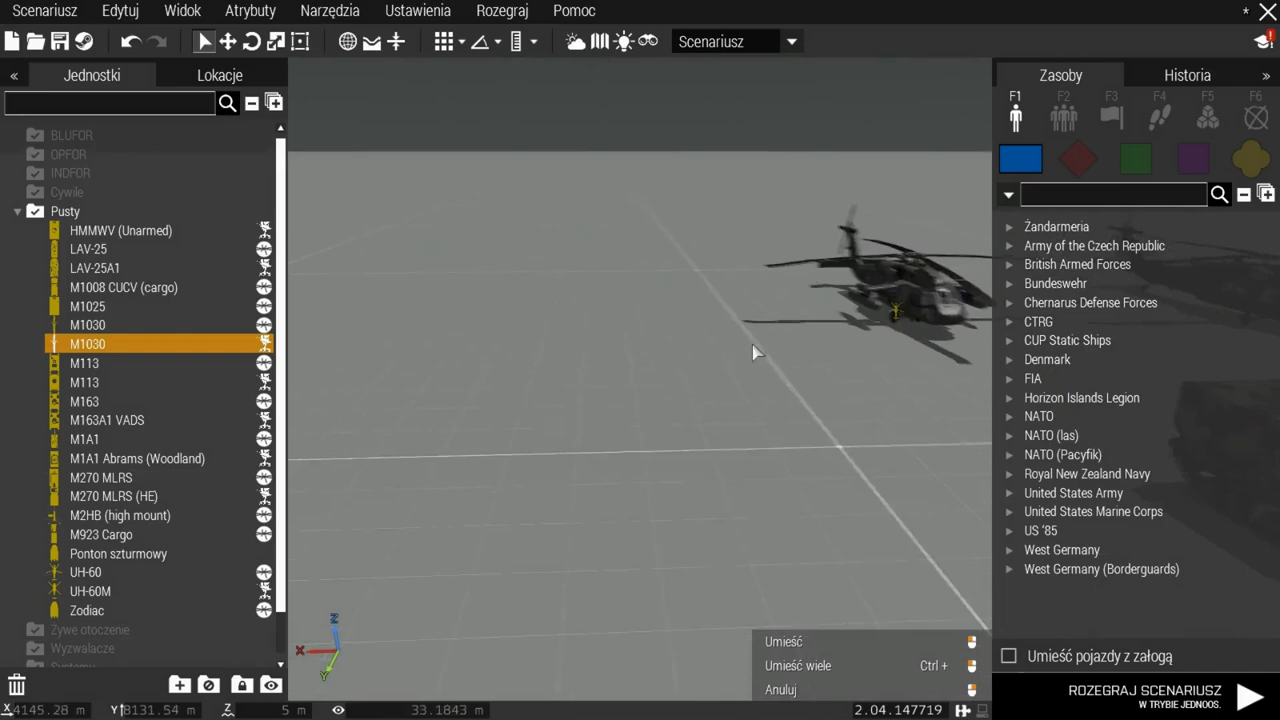 Scenariusz Edytuj Widok Atrybuty Narzędzia Ustawienia Rozegraj Pomoc *
Scenariusz
Jednostki Lokacje
Zasoby Historia
F1 F2 F3 F4 F5 F6
BLUFOR
OPFOR
INDFOR
Cywile
Pusty
HMMWV (Unarmed)
LAV-25
LAV-25A1
M1008 CUCV (cargo)
M1025
M1030
M1030
M113
M113
M163
M163A1 VADS
M1A1
M1A1 Abrams (Woodland)
M270 MLRS
M270 MLRS (HE)
M2HB (high mount)
M923 Cargo
Ponton szturmowy
UH-60
UH-60M
Zodiac
Żywe otoczenie
Wyzwalacze
Systemy
Żandarmeria
Army of the Czech Republic
British Armed Forces
Bundeswehr
Chernarus Defense Forces
CTRG
CUP Static Ships
Denmark
FIA
Horizon Islands Legion
NATO
NATO (las)
NATO (Pacyfik)
Royal New Zealand Navy
United States Army
United States Marine Corps
US '85
West Germany
West Germany (Borderguards)
Umieść pojazdy z załogą
N
X
Y
Umieść
Umieść wiele Ctrl +
Anuluj
X 4145.28 m Y 8131.54 m Z 5 m 33.1843 m 2.04.147719
ROZEGRAJ SCENARIUSZ
W TRYBIE JEDNOOS.